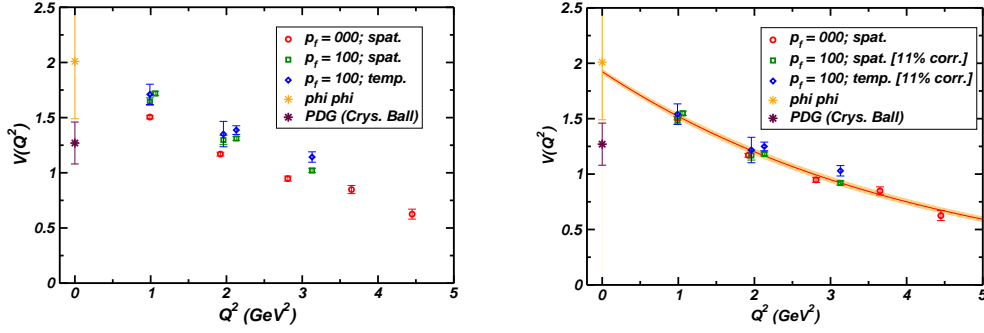 2.5
2
1.5
1
0.5
0
V(Q²)
0 1 2 3 4 5
Q² (GeV²)
p_f = 000; spat.
p_f = 100; spat.
p_f = 100; temp.
phi phi
PDG (Crys. Ball)
2.5
2
1.5
1
0.5
0
V(Q²)
0 1 2 3 4 5
Q² (GeV²)
p_f = 000; spat.
p_f = 100; spat. [11% corr.]
p_f = 100; temp. [11% corr.]
phi phi
PDG (Crys. Ball)